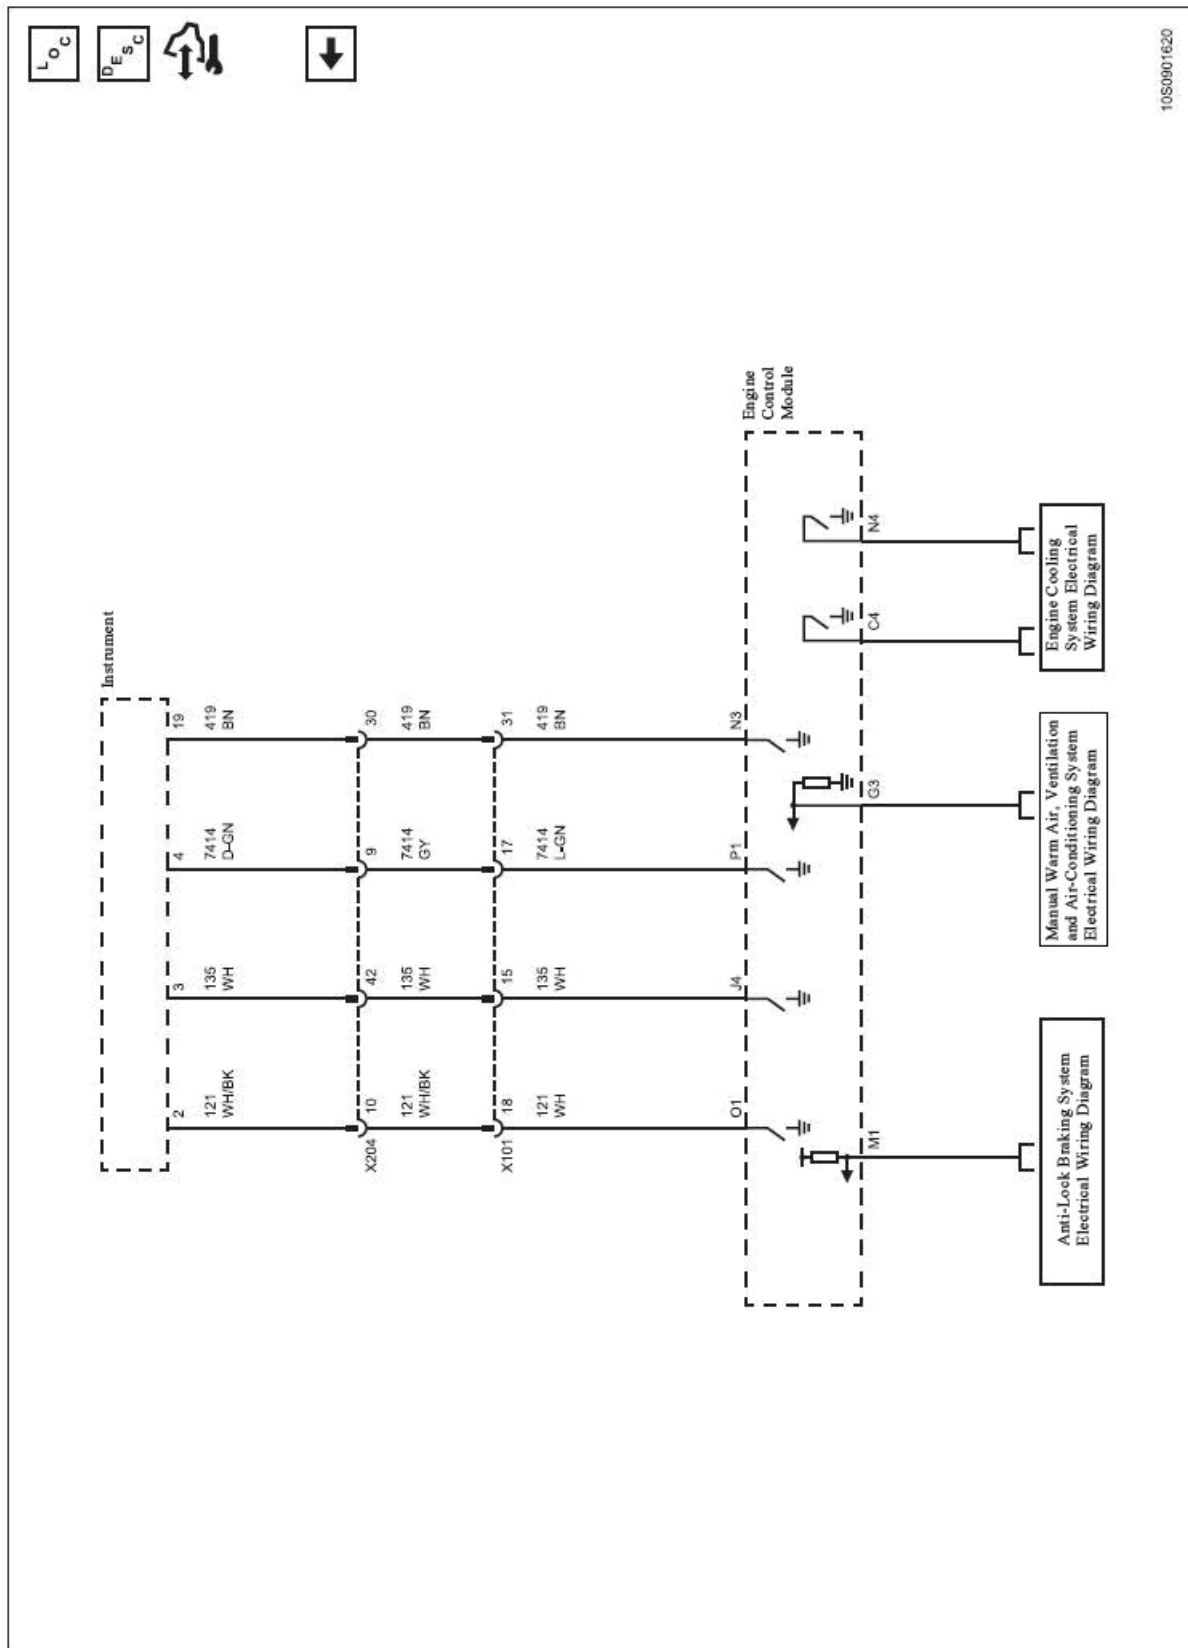 L O C
D E S C
Instrument
2
3
4
19
121
WH/BK
135
WH
7414
D-GN
419
BN
X204
10
42
9
30
121
WH/BK
135
WH
7414
GY
419
BN
X101
18
15
17
31
121
WH
135
WH
7414
L-GN
419
BN
O1
J4
P1
N3
Engine
Control
Module
M1
G3
C4
N4
Anti-Lock Braking System
Electrical Wiring Diagram
Manual Warm Air, Ventilation
and Air-Conditioning System
Electrical Wiring Diagram
Engine Cooling
System Electrical
Wiring Diagram
10S0901620